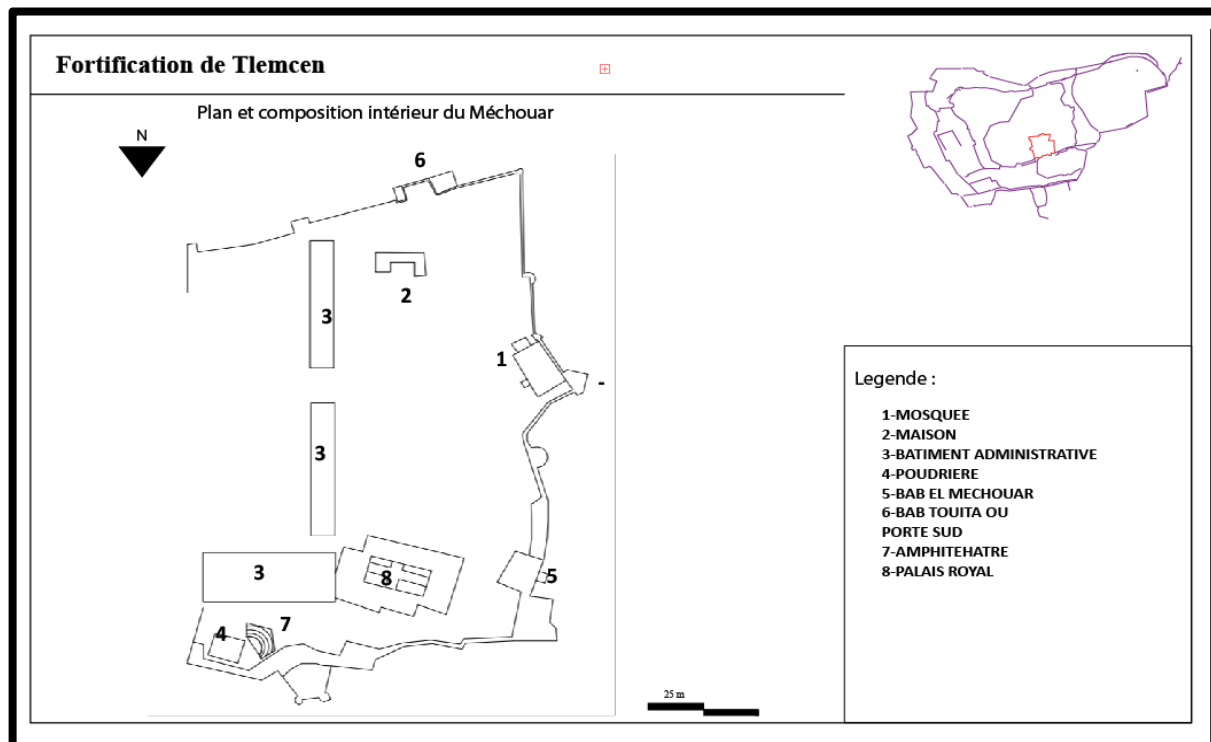 Fortification de Tlemcen
Plan et composition intérieur du Méchouar
N
6
2
3
1
-
3
3
8
5
4
7
25 m
Legende :
1-MOSQUEE
2-MAISON
3-BATIMENT ADMINISTRATIVE
4-POUDRIERE
5-BAB EL MECHOUAR
6-BAB TOUITA OU
PORTE SUD
7-AMPHITEHATRE
8-PALAIS ROYAL